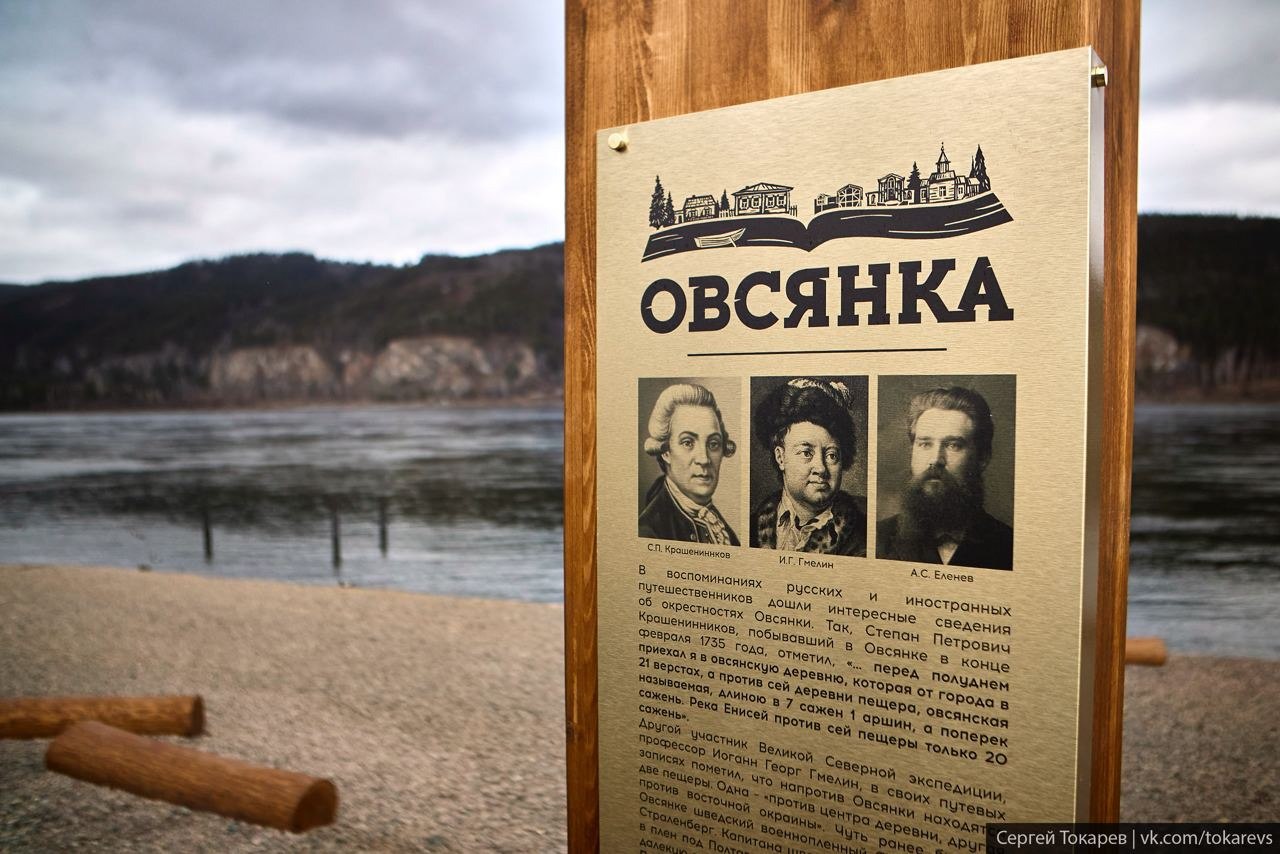 ОВСЯНКА
С.П. Крашенинков
И.Г. Гмелин
А.С. Еленев
В воспоминаниях русских и иностранных
путешественников дошли интересные сведения
об окрестностях Овсянки. Так, Степан Петрович
Крашенинников, побывавший в Овсянке в конце
февраля 1735 года, отметил, «... перед полуднем
приехал я в овсянскую деревню, которая от города в
21 верстах, а против сей деревни пещера, овсянская
называемая, длиною в 7 сажен 1 аршин, а поперек
сажень. Река Енисей против сей пещеры только 20
сажень».
Другой участник Великой Северной экспедиции,
профессор Иоганн Георг Гмелин, в своих путевых
записях пометил, что напротив Овсянки находятся
две пещеры. Одна - «против центра деревни, другая
против восточной окраины». Чуть ранее
Овсянке шведский военнопленный
Страленберг. Капитана
в плен под
далекую
Сергей Токарев | vk.com/tokarevs